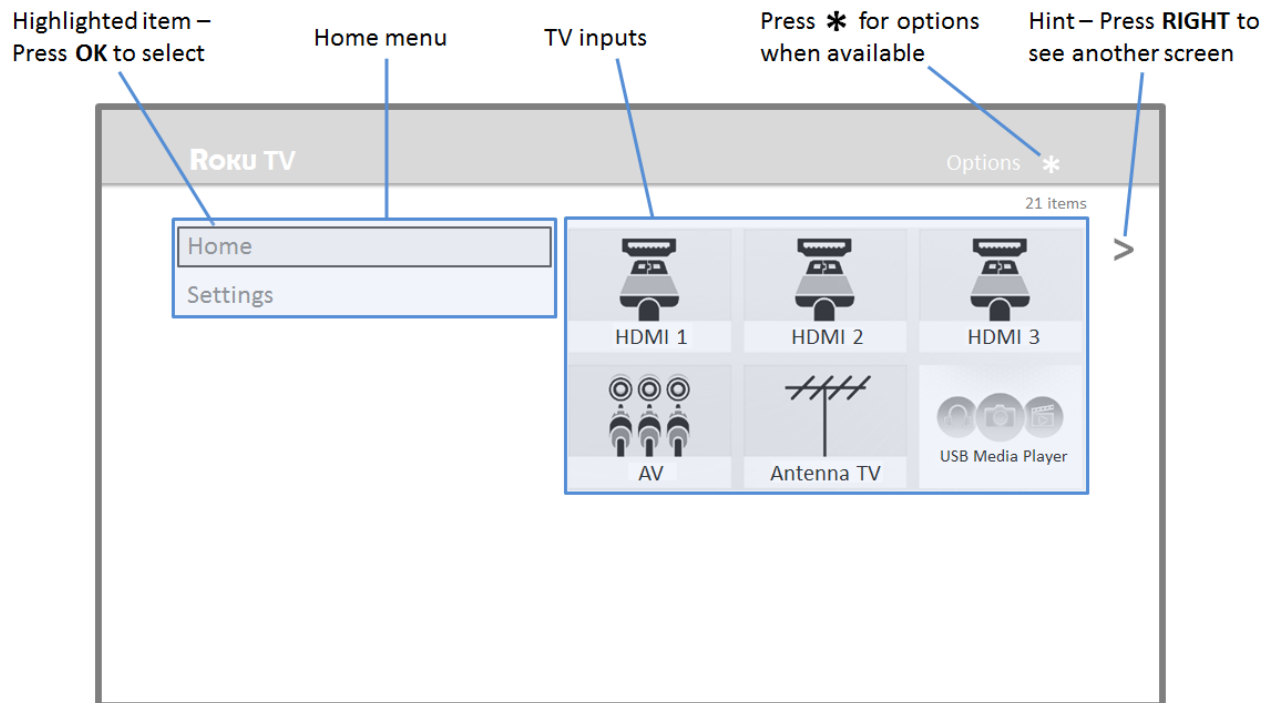 Highlighted item –
Press OK to select
Home menu
TV inputs
Press * for options
when available
Hint – Press RIGHT to
see another screen
ROKU TV
Options *
21 items
Home
Settings
>
HDMI 1
HDMI 2
HDMI 3
AV
Antenna TV
USB Media Player